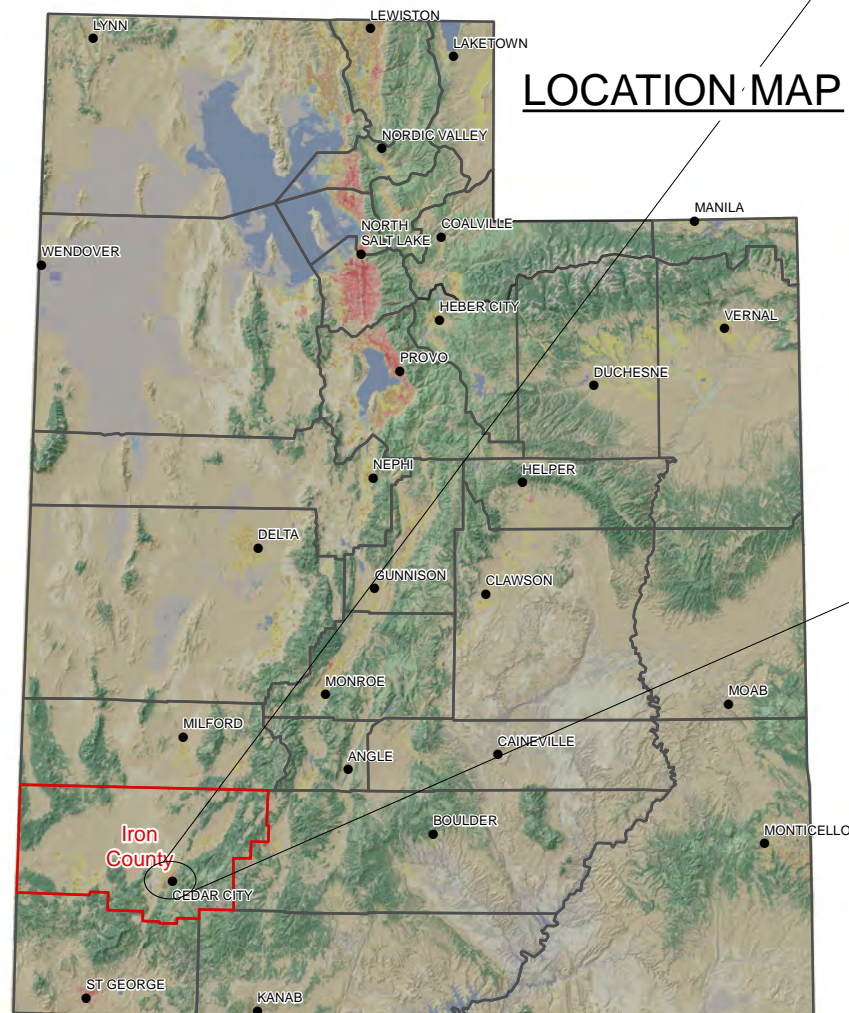 LYNN
LEWISTON
LAKETOWN
LOCATION MAP
NORDIC VALLEY
MANILA
NORTH
SALT LAKE
COALVILLE
WENDOVER
HEBER CITY
VERNAL
PROVO
DUCHESNE
NEPHI
HELPER
DELTA
GUNNISON
CLAWSON
MONROE
MOAB
MILFORD
CAINEVILLE
ANGLE
Iron
County
BOULDER
MONTICELLO
CEDAR CITY
ST GEORGE
KANAB